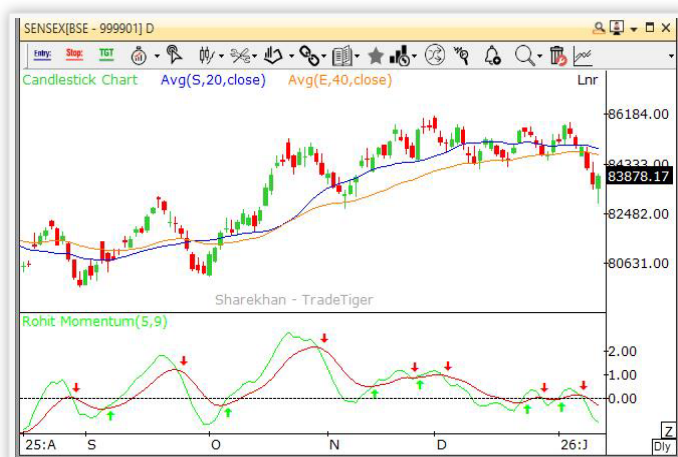 SENSEX[BSE - 999901] D
Entry: Stop: TGT
Candlestick Chart Avg(S,20,close) Avg(E,40,close) Lnr
86184.00
84333.00
83878.17
82482.00
80631.00
Sharekhan - TradeTiger
Rohit Momentum(5,9)
2.00
1.00
0.00
25:A S O N D 26:J
Z
Dly